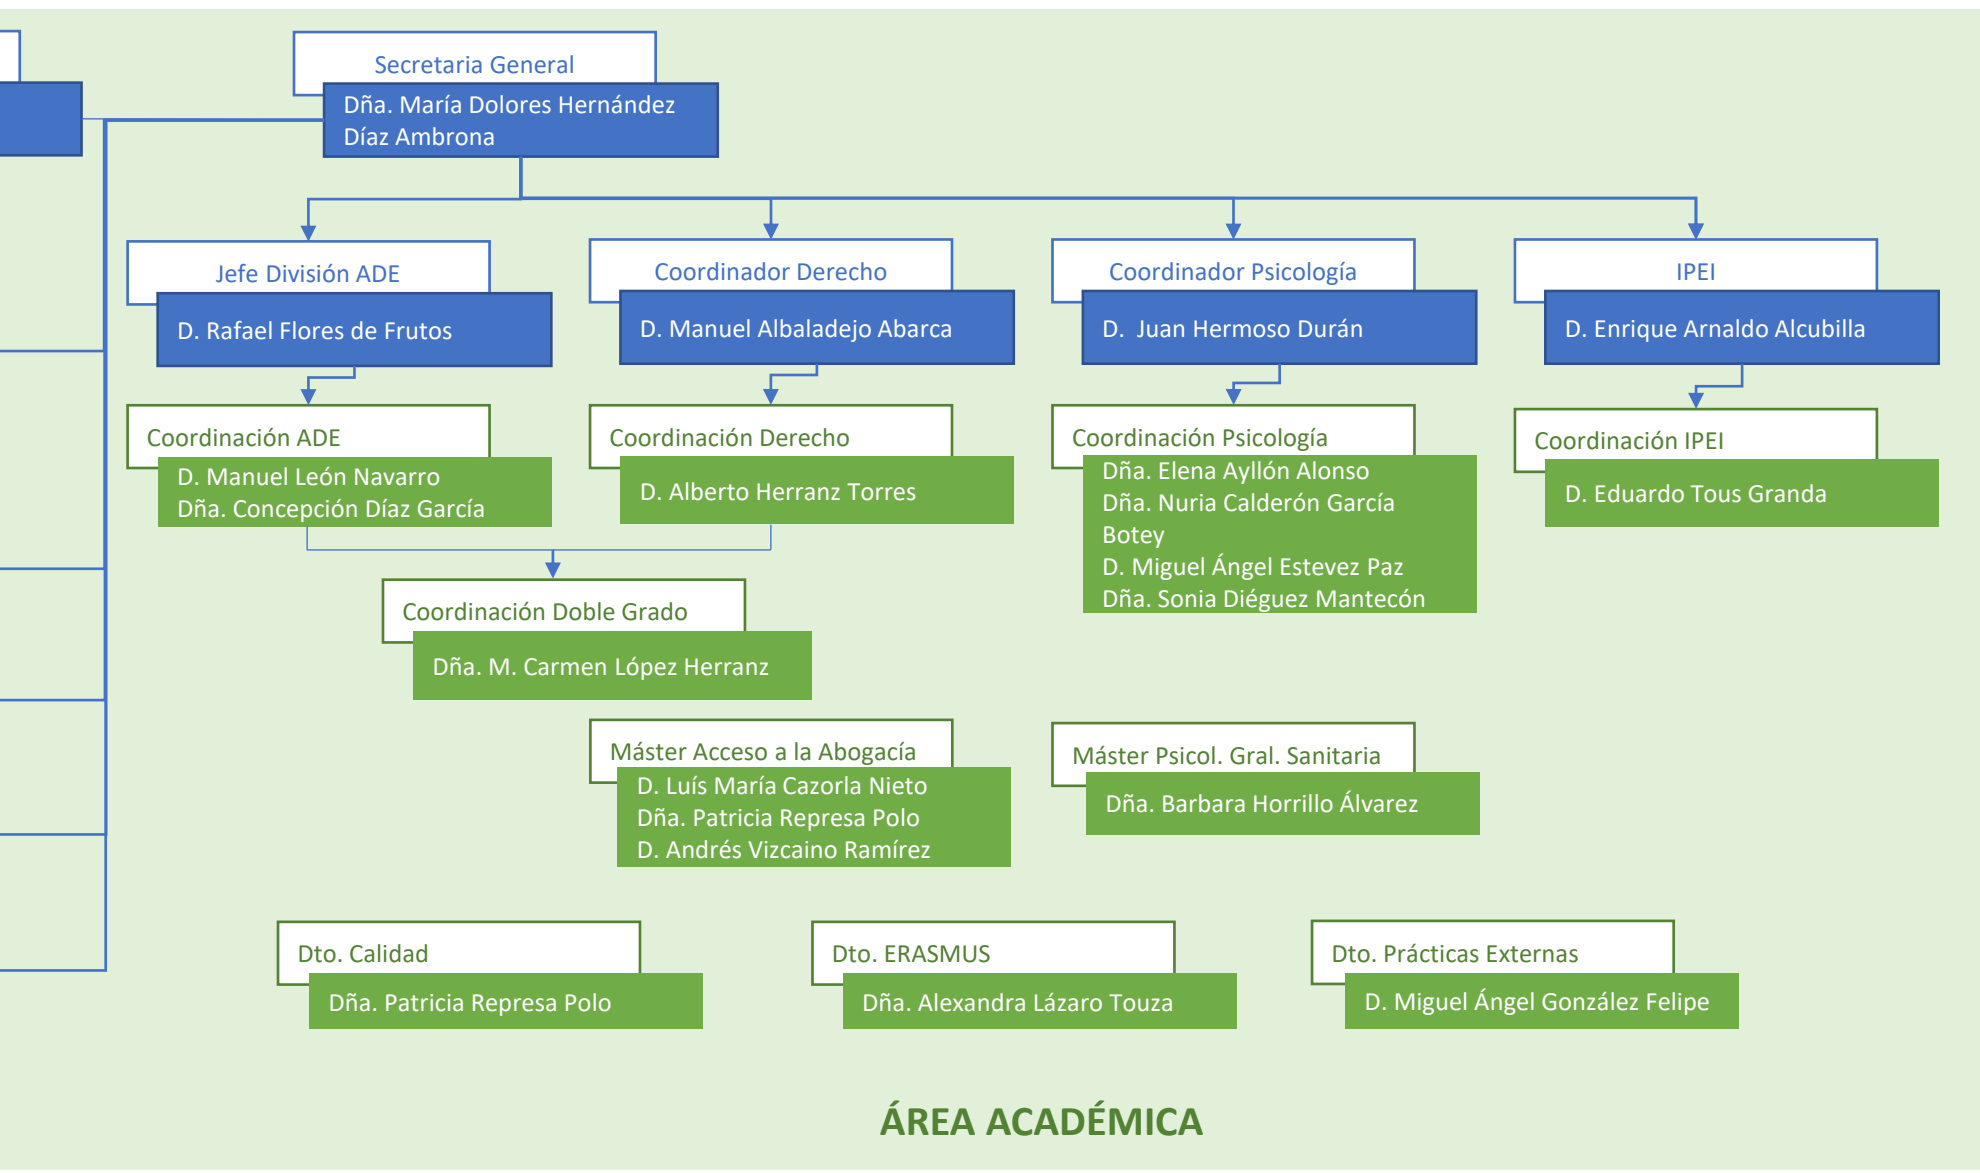 Secretaria General
Dña. María Dolores Hernández
Díaz Ambrona
Jefe División ADE
D. Rafael Flores de Frutos
Coordinador Derecho
D. Manuel Albaladejo Abarca
Coordinador Psicología
D. Juan Hermoso Durán
IPEI
D. Enrique Arnaldo Alcubilla
Coordinación ADE
D. Manuel León Navarro
Dña. Concepción Díaz García
Coordinación Derecho
D. Alberto Herranz Torres
Coordinación Psicología
Dña. Elena Ayllón Alonso
Dña. Nuria Calderón García
Botey
D. Miguel Ángel Estevez Paz
Dña. Sonia Diéguez Mantecón
Coordinación IPEI
D. Eduardo Tous Granda
Coordinación Doble Grado
Dña. M. Carmen López Herranz
Máster Acceso a la Abogacía
D. Luís María Cazorla Nieto
Dña. Patricia Represa Polo
D. Andrés Vizcaino Ramírez
Máster Psicol. Gral. Sanitaria
Dña. Barbara Horrillo Álvarez
Dto. Calidad
Dña. Patricia Represa Polo
Dto. ERASMUS
Dña. Alexandra Lázaro Touza
Dto. Prácticas Externas
D. Miguel Ángel González Felipe
ÁREA ACADÉMICA